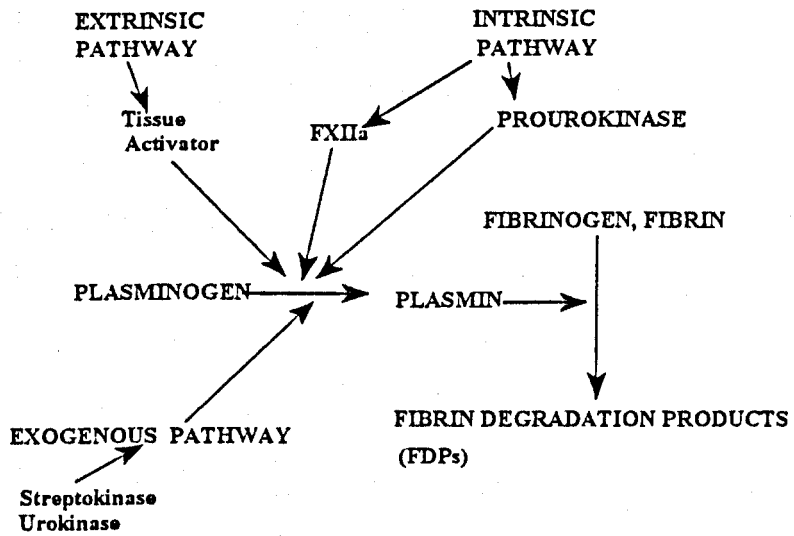 EXTRINSIC
PATHWAY
INTRINSIC
PATHWAY
Tissue
Activator
FXIIa
PROUROKINASE
FIBRINOGEN, FIBRIN
PLASMINOGEN
PLASMIN
EXOGENOUS PATHWAY
FIBRIN DEGRADATION PRODUCTS
(FDPs)
Streptokinase
Urokinase